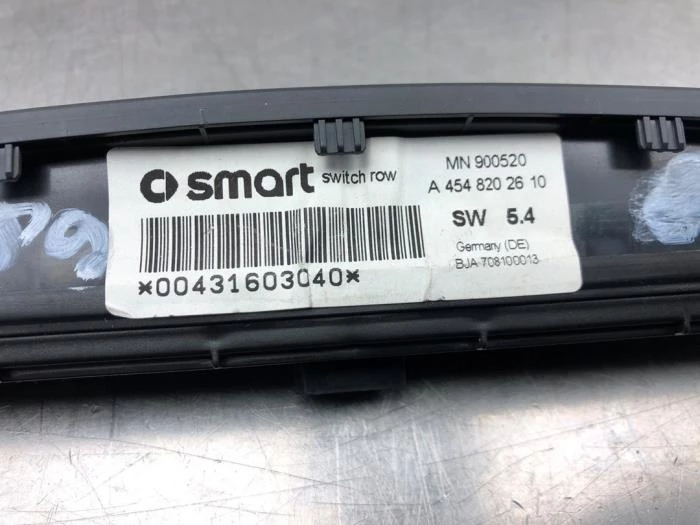 smart switch row
*00431603040*
MN 900520
A 454 820 26 10
SW 5.4
Germany (DE)
BJA 708100013